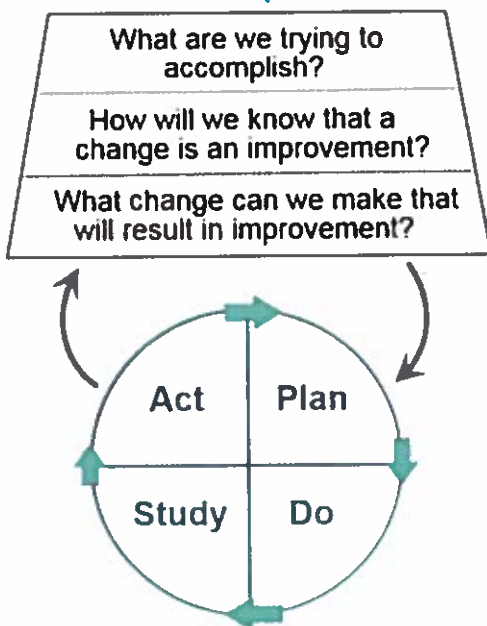 What are we trying to
accomplish?
How will we know that a
change is an improvement?
What change can we make that
will result in improvement?
Act
Plan
Study
Do